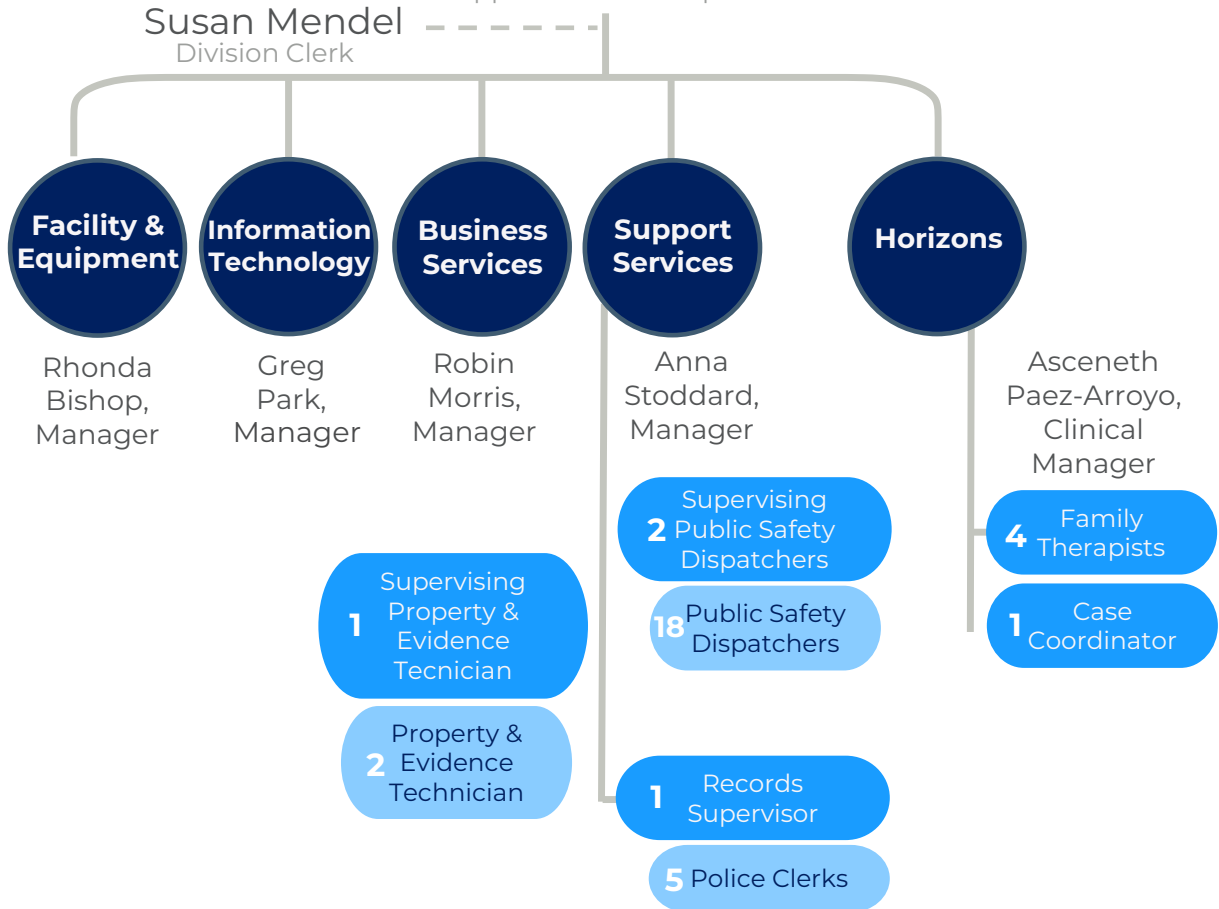 Susan Mendel
Division Clerk
Facility &
Equipment
Information
Technology
Business
Services
Support
Services
Horizons
Rhonda
Bishop,
Manager
Greg
Park,
Manager
Robin
Morris,
Manager
Anna
Stoddard,
Manager
Asceneth
Paez-Arroyo,
Clinical
Manager
1 Supervising
Property &
Evidence
Tecnician
2 Property &
Evidence
Technician
2 Supervising
Public Safety
Dispatchers
18 Public Safety
Dispatchers
1 Records
Supervisor
5 Police Clerks
4 Family
Therapists
1 Case
Coordinator